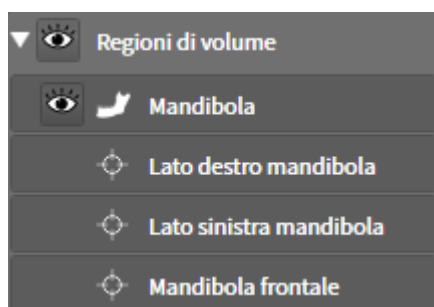 Regioni di volume
Mandibola
Lato destro mandibola
Lato sinistra mandibola
Mandibola frontale